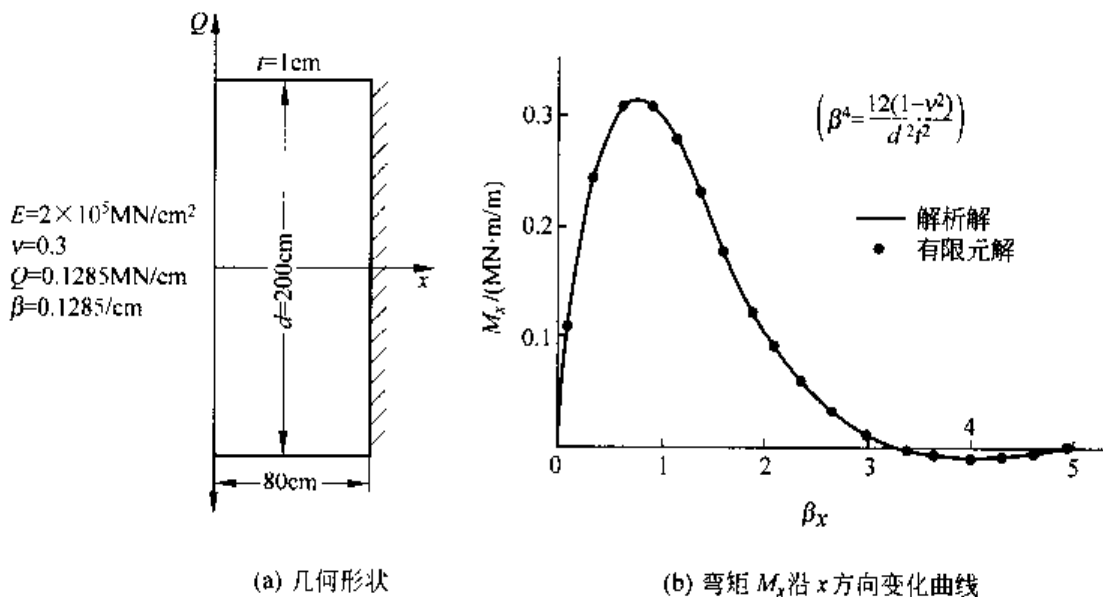 Q
t=1cm
E=2×10⁵MN/cm²
ν=0.3
Q=0.1285MN/cm
β=0.1285/cm
d=200cm
x
80cm
(a) 几何形状
(β⁴=12(1-ν²)/d²·t²)
解析解
有限元解
Mₓ/(MN·m/m)
0.3
0.2
0.1
0 1 2 3 4 5
βx
(b) 弯矩 Mₓ沿 x 方向变化曲线